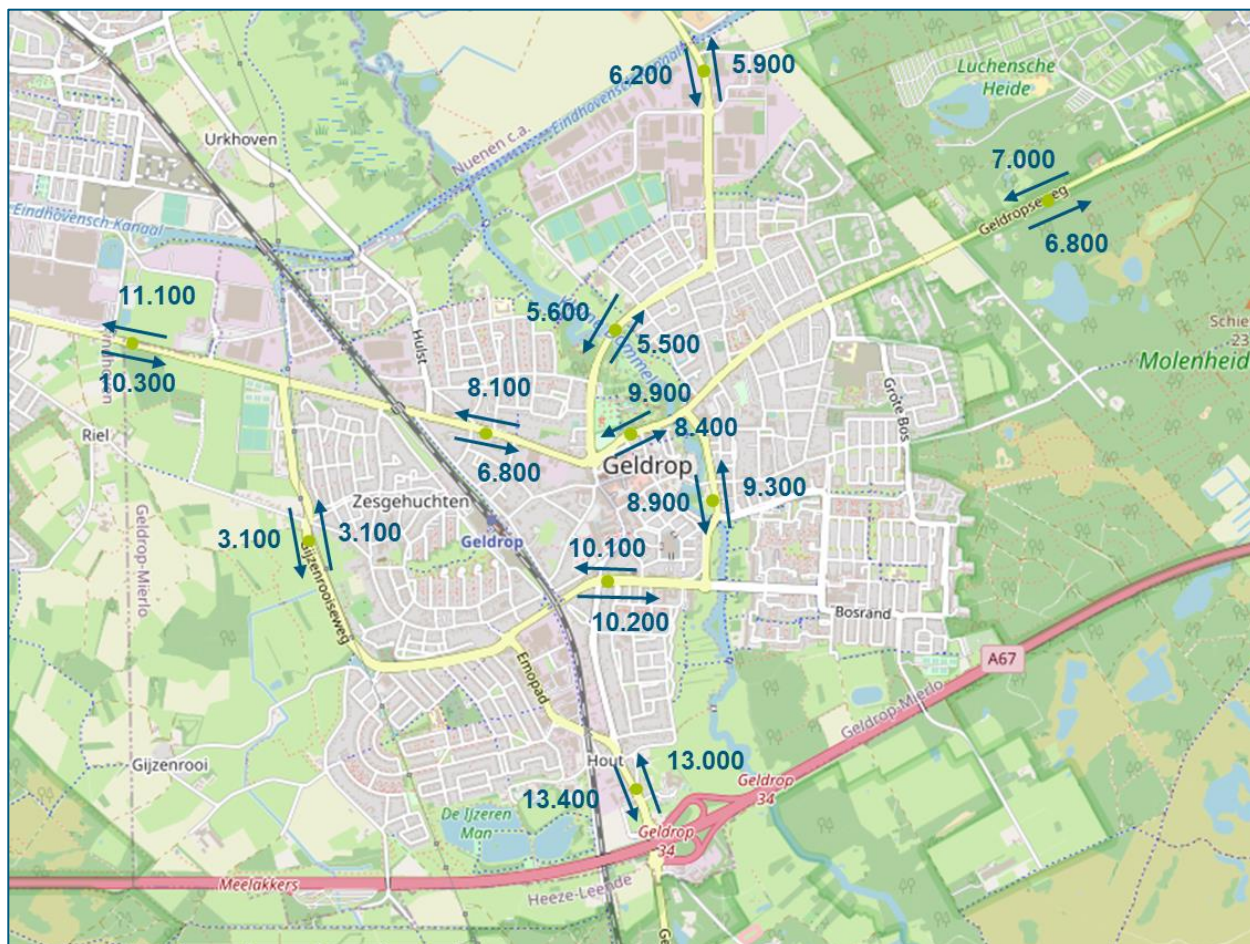 6.200
5.900
Eindhovensch Kanaal
Nuenen c.a.
Luchensche
Heide
Urkhoven
7.000
Geldropseweg
6.800
Eindhovensch Kanaal
11.100
10.300
Hulst
5.600
5.500
8.100
6.800
9.900
8.400
Geldrop
Molenheid
Grote Bos
Riel
Zesgehuchten
Geldrop
8.900
9.300
3.100
3.100
Gijzenrooiseweg
Geldrop-Mierlo
10.100
10.200
Bosrand
A67
Geldrop-Mierlo
Emopad
Gijzenrooi
Hout
13.000
13.400
De IJzeren
Man
Geldrop
34
Geldrop
34
Meelakkers
Heeze-Leende